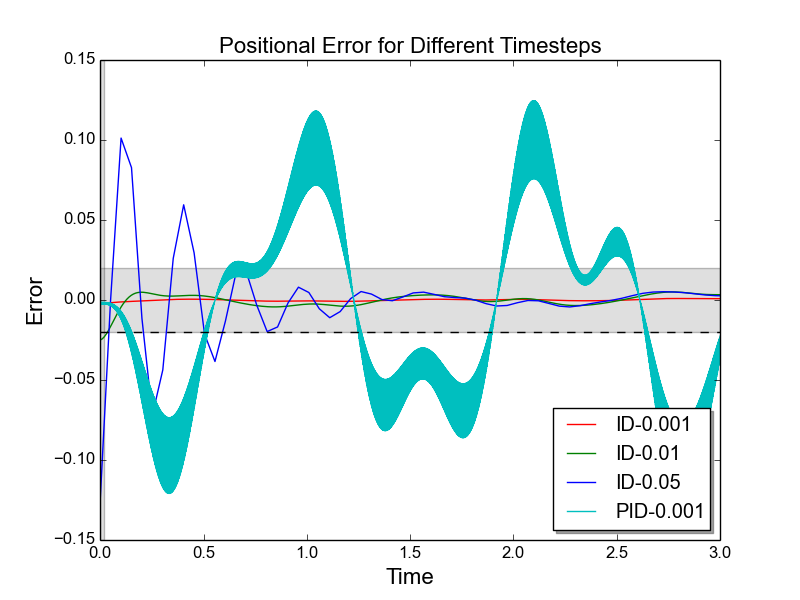 Positional Error for Different Timesteps
0.15
0.10
0.05
0.00
−0.05
−0.10
−0.15
Error
0.0 0.5 1.0 1.5 2.0 2.5 3.0
Time
ID-0.001
ID-0.01
ID-0.05
PID-0.001